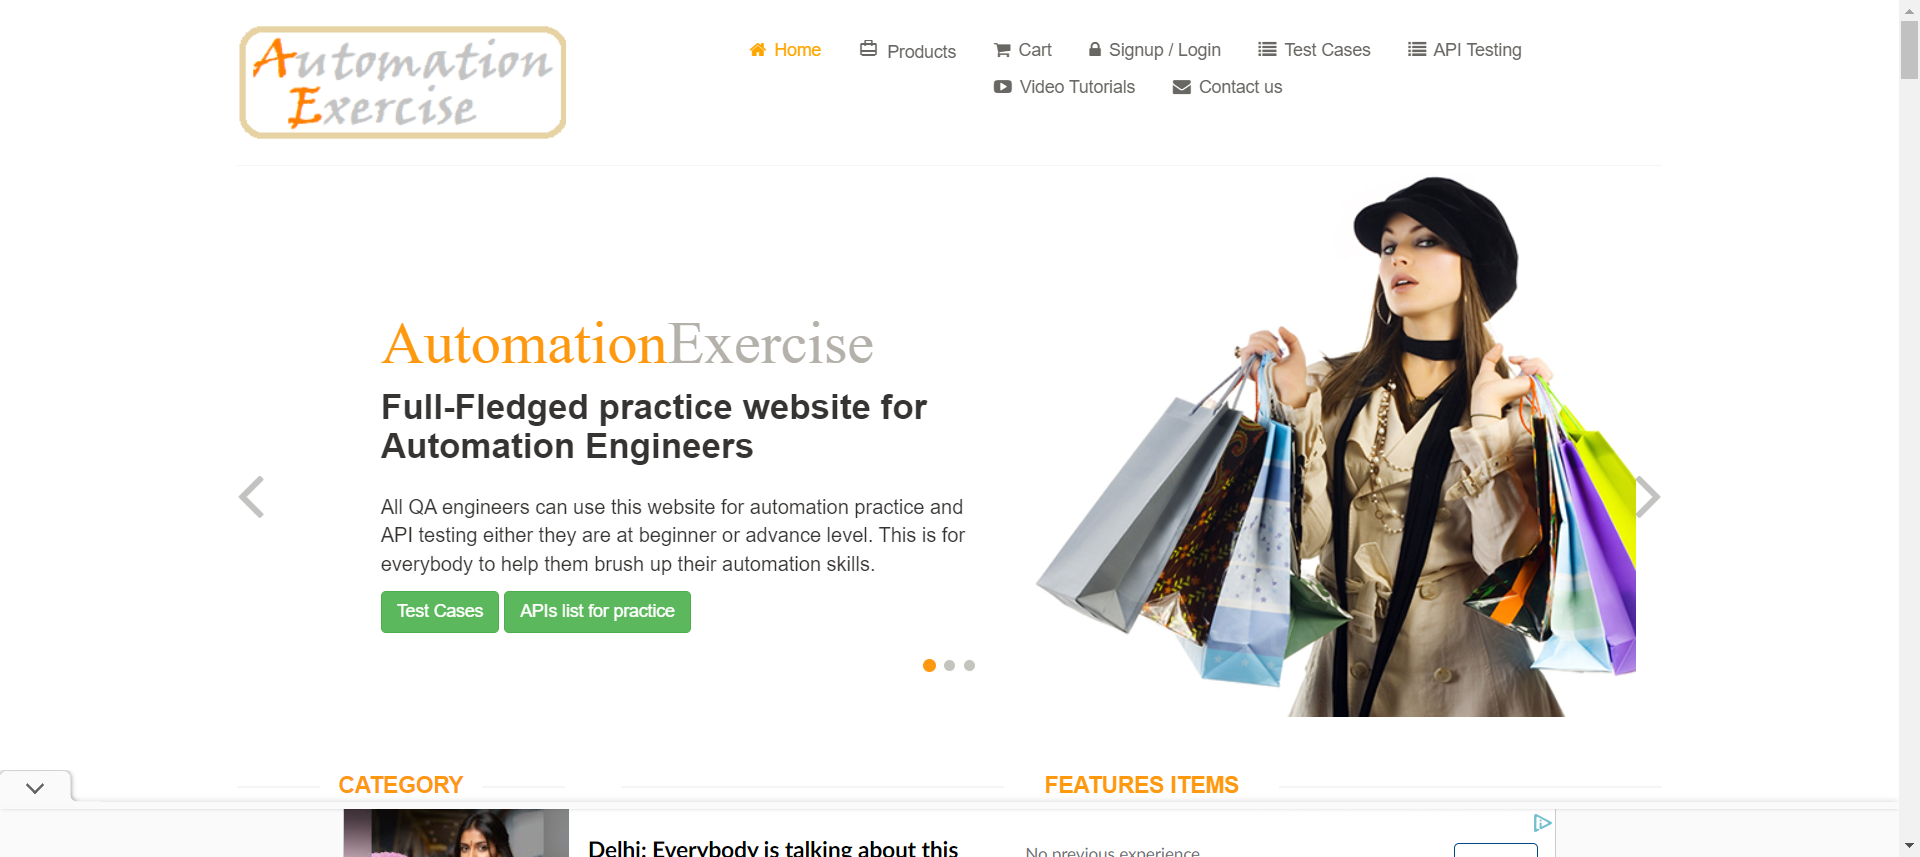 Automation
Exercise
Home
Products
Cart
Signup / Login
Test Cases
API Testing
Video Tutorials
Contact us
AutomationExercise
Full-Fledged practice website for
Automation Engineers
All QA engineers can use this website for automation practice and
API testing either they are at beginner or advance level. This is for
everybody to help them brush up their automation skills.
Test Cases
APIs list for practice
CATEGORY
FEATURES ITEMS
Delhi: Everybody is talking about this
No previous experience